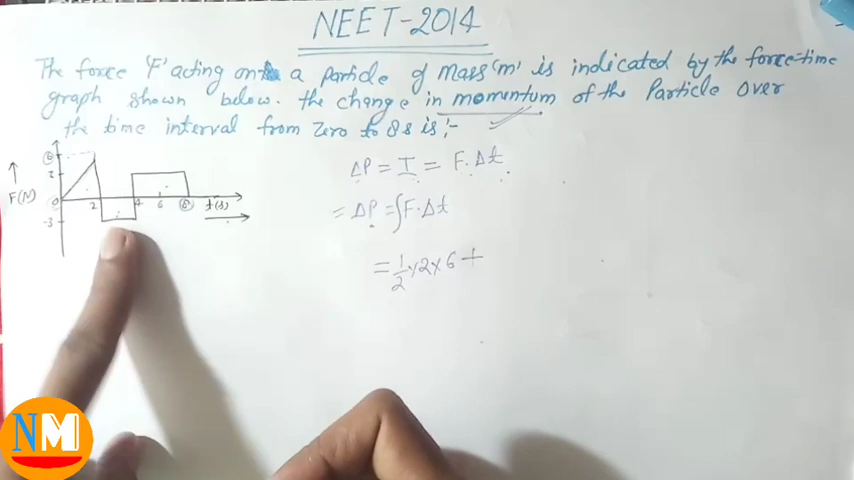 NEET-2014
The force 'F' acting on a particle of mass 'm' is indicated by the force-time
graph shown below. the change in momentum of the Particle over
the time interval from Zero to 8s is;-
ΔP = I = F.Δt
= ΔP = ∫F.Δt
= 1/2 × 2 × 6 +
6
2
F(N)
0
2
4
6
8
t(s)
-3
NM